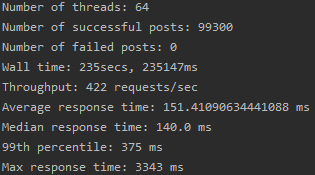 Number of threads: 64
Number of successful posts: 99300
Number of failed posts: 0
Wall time: 235secs, 235147ms
Throughput: 422 requests/sec
Average response time: 151.41090634441088 ms
Median response time: 140.0 ms
99th percentile: 375 ms
Max response time: 3343 ms